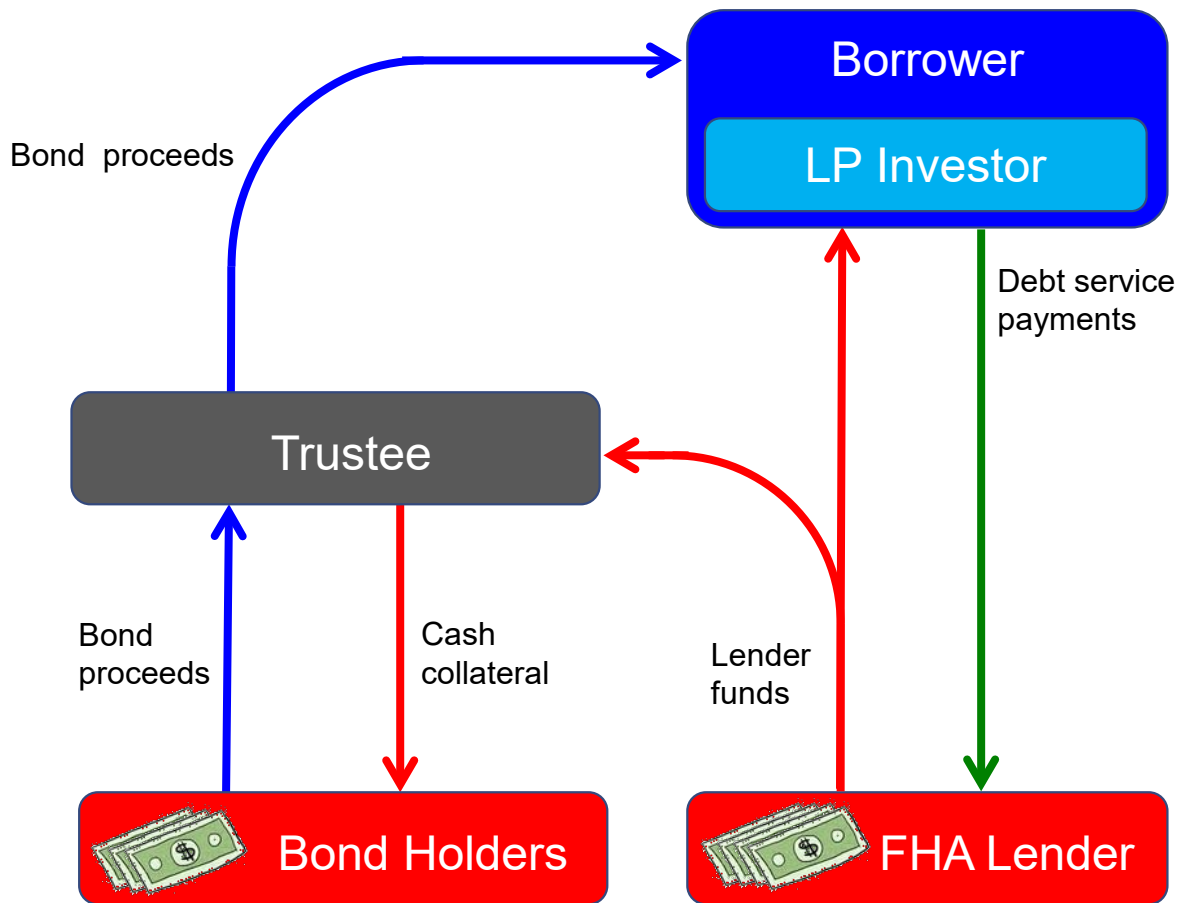 Borrower
Bond proceeds
LP Investor
Debt service
payments
Trustee
Bond
proceeds
Cash
collateral
Lender
funds
$ Bond Holders
$ FHA Lender